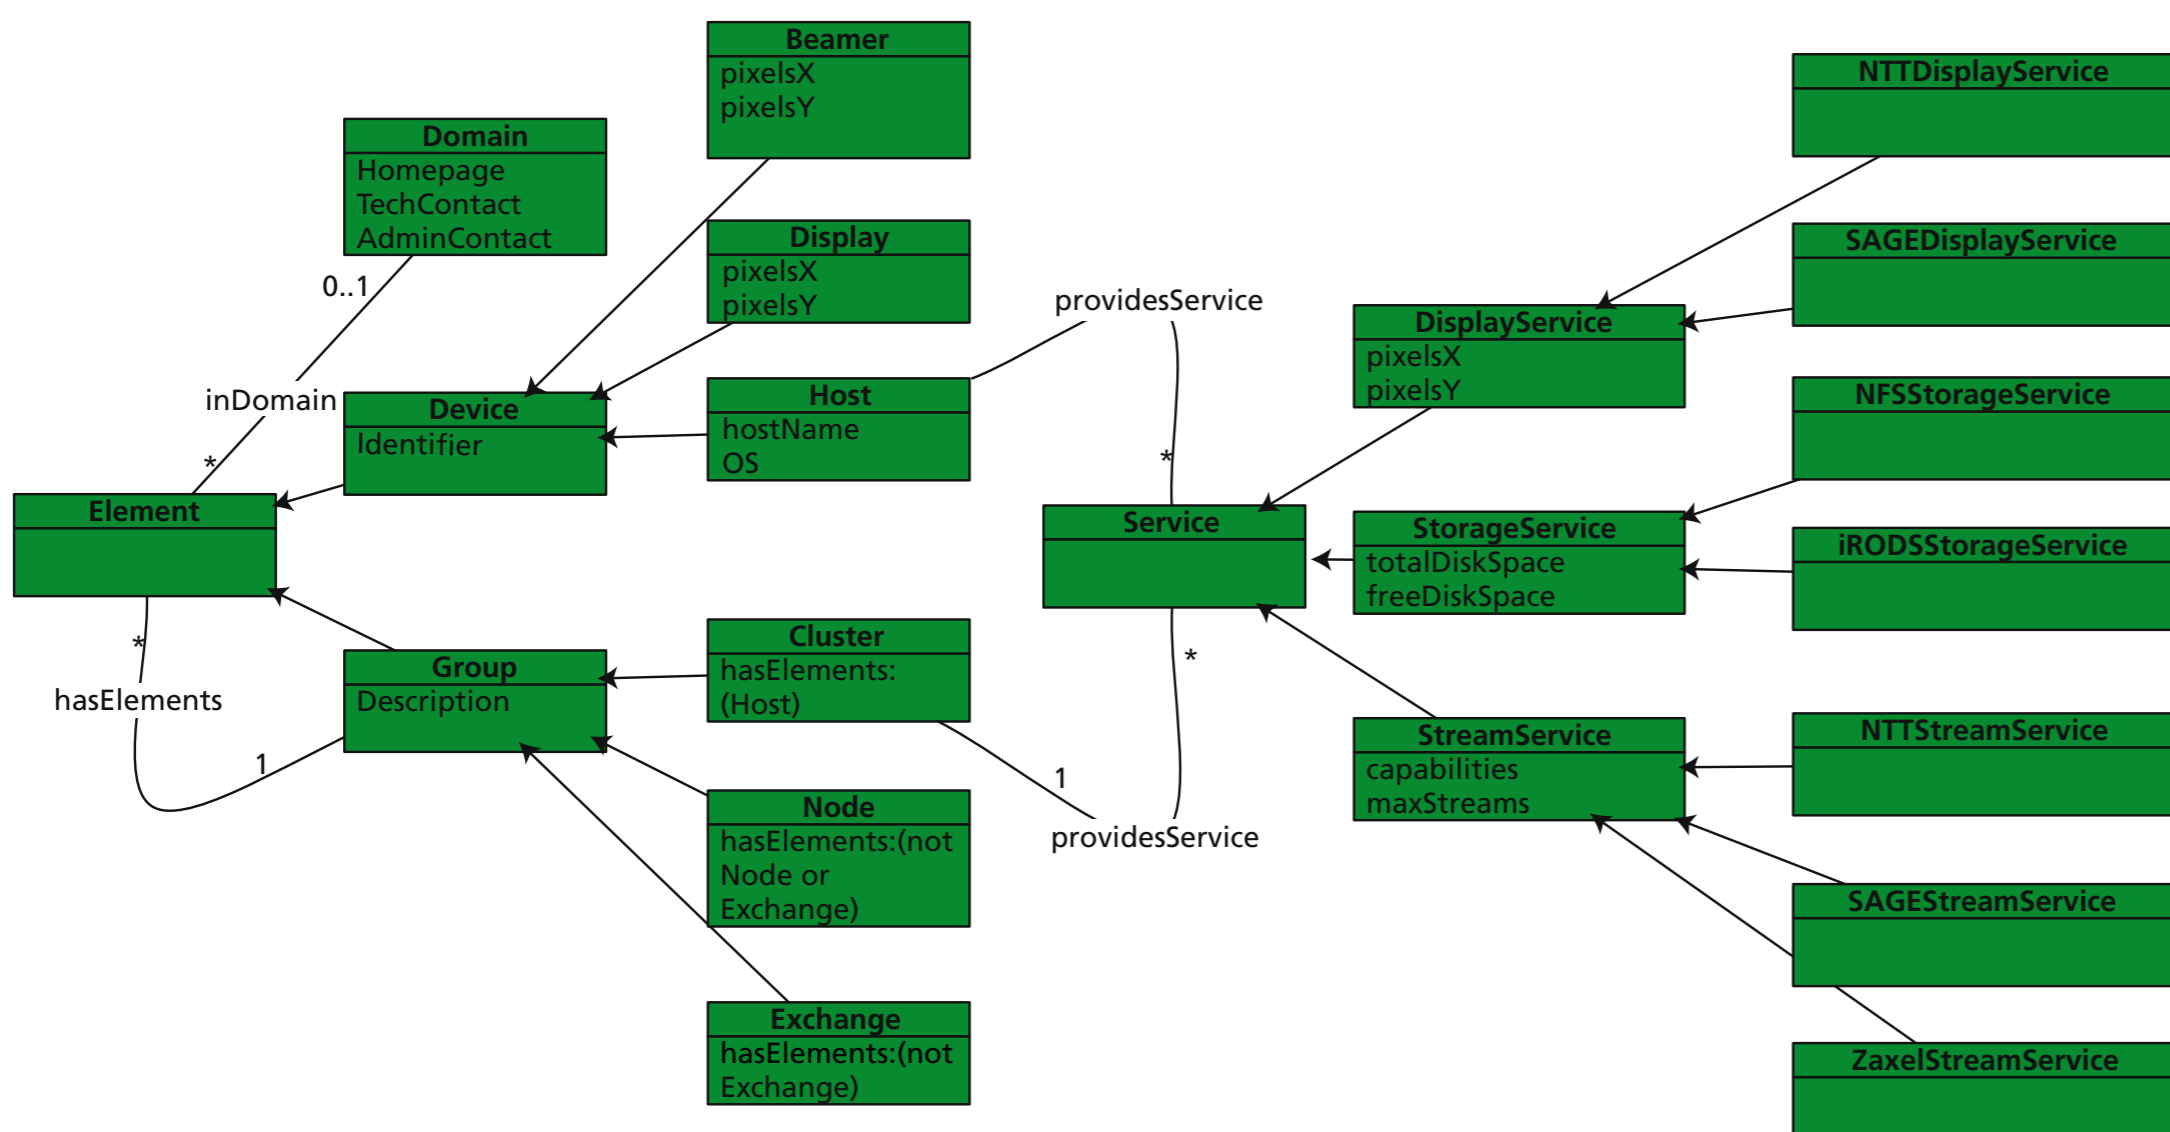 Beamer
pixelsX
pixelsY
Domain
Homepage
TechContact
AdminContact
0..1
inDomain
*
Display
pixelsX
pixelsY
Device
Identifier
Host
hostName
OS
Element
*
hasElements
1
Group
Description
Cluster
hasElements:
(Host)
Node
hasElements:(not
Node or
Exchange)
Exchange
hasElements:(not
Exchange)
providesService
*
Service
*
1
providesService
DisplayService
pixelsX
pixelsY
StorageService
totalDiskSpace
freeDiskSpace
StreamService
capabilities
maxStreams
NTTDisplayService
SAGEDisplayService
NFSStorageService
iRODSStorageService
NTTStreamService
SAGEStreamService
ZaxelStreamService